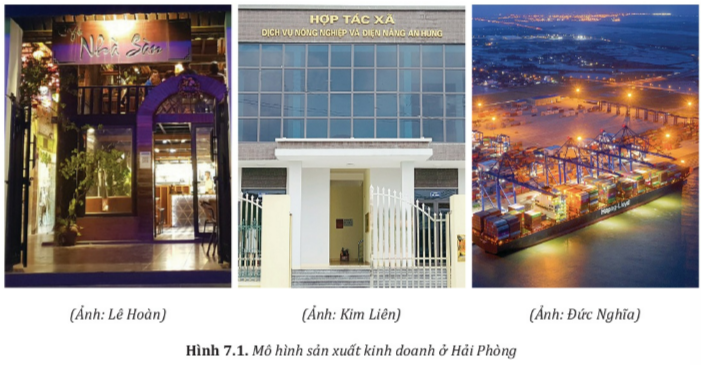 Nhà Sàn
HỢP TÁC XÃ
DỊCH VỤ NÔNG NGHIỆP VÀ ĐIỆN NĂNG AN HƯNG
Hapag-Lloyd
(Ảnh: Lê Hoàn)
(Ảnh: Kim Liên)
(Ảnh: Đức Nghĩa)
Hình 7.1. Mô hình sản xuất kinh doanh ở Hải Phòng